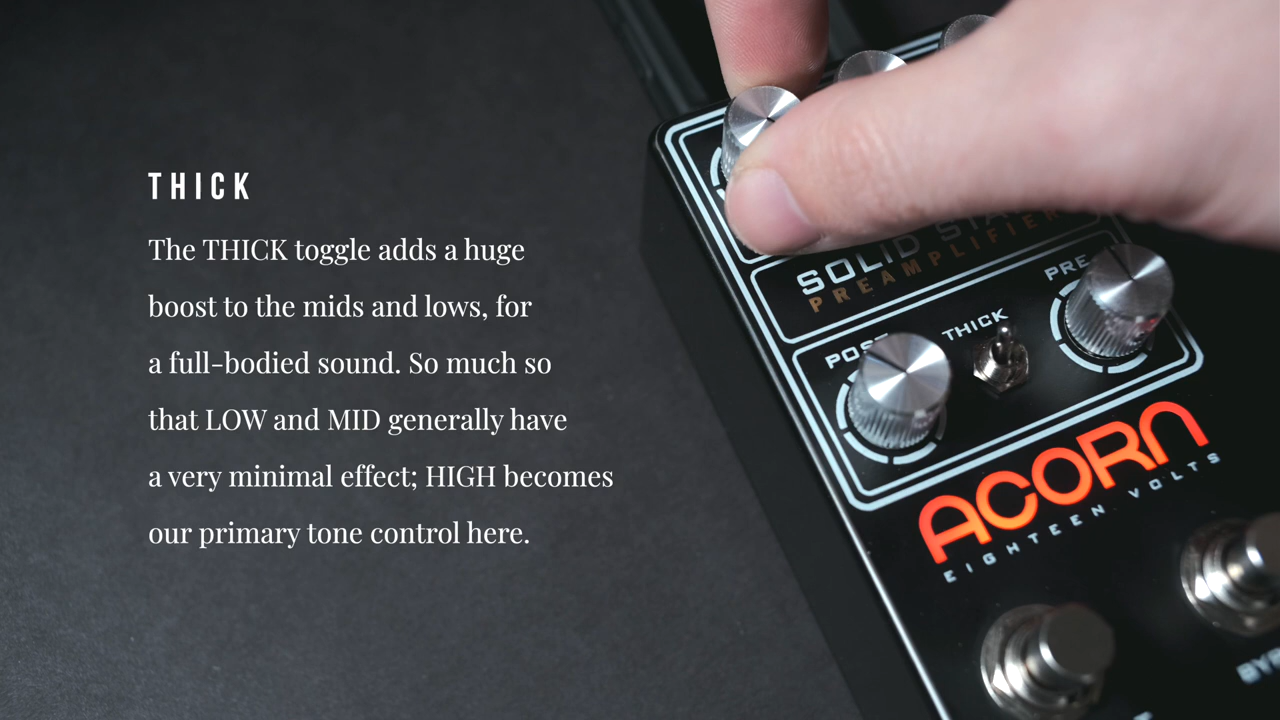 THICK
The THICK toggle adds a huge
boost to the mids and lows, for
a full-bodied sound. So much so
that LOW and MID generally have
a very minimal effect; HIGH becomes
our primary tone control here.
SOLID
PREAMPLIFIER
PRE
THICK
ACORN
EIGHTEEN VOLTS